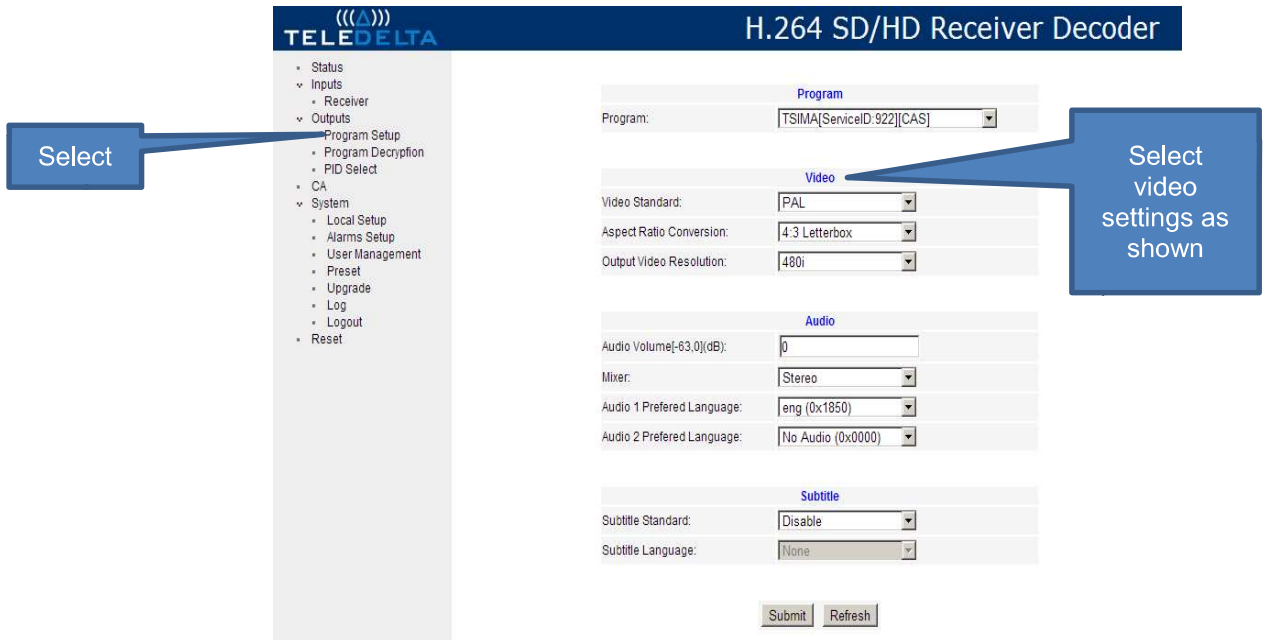 (((△)))
TELEDELTA
H.264 SD/HD Receiver Decoder
Status
Inputs
Receiver
Outputs
Program Setup
Program Decryption
PID Select
CA
System
Local Setup
Alarms Setup
User Management
Preset
Upgrade
Log
Logout
Reset
Select
Program
Program: TSIMA[ServiceID:922][CAS]
Video
Video Standard: PAL
Aspect Ratio Conversion: 4:3 Letterbox
Output Video Resolution: 480i
Select
video
settings as
shown
Audio
Audio Volume[-63,0](dB): 0
Mixer: Stereo
Audio 1 Prefered Language: eng (0x1850)
Audio 2 Prefered Language: No Audio (0x0000)
Subtitle
Subtitle Standard: Disable
Subtitle Language: None
Submit Refresh